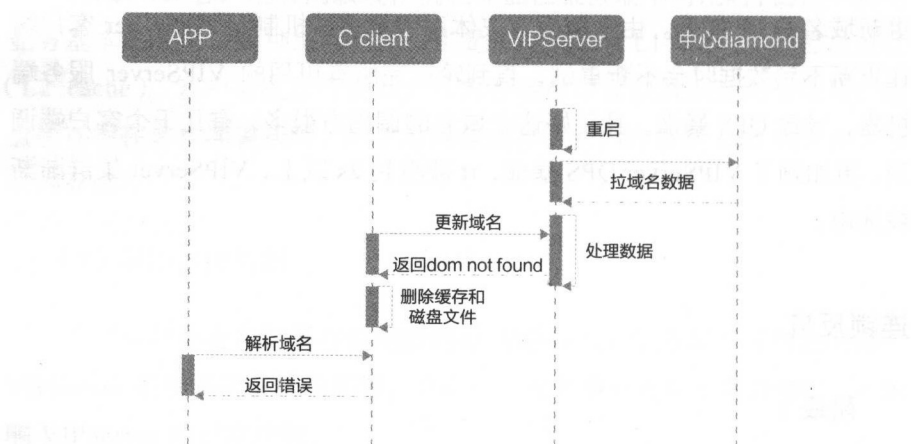 APP
C client
VIPServer
中心diamond
重启
拉域名数据
更新域名
处理数据
返回dom not found
删除缓存和
磁盘文件
解析域名
返回错误